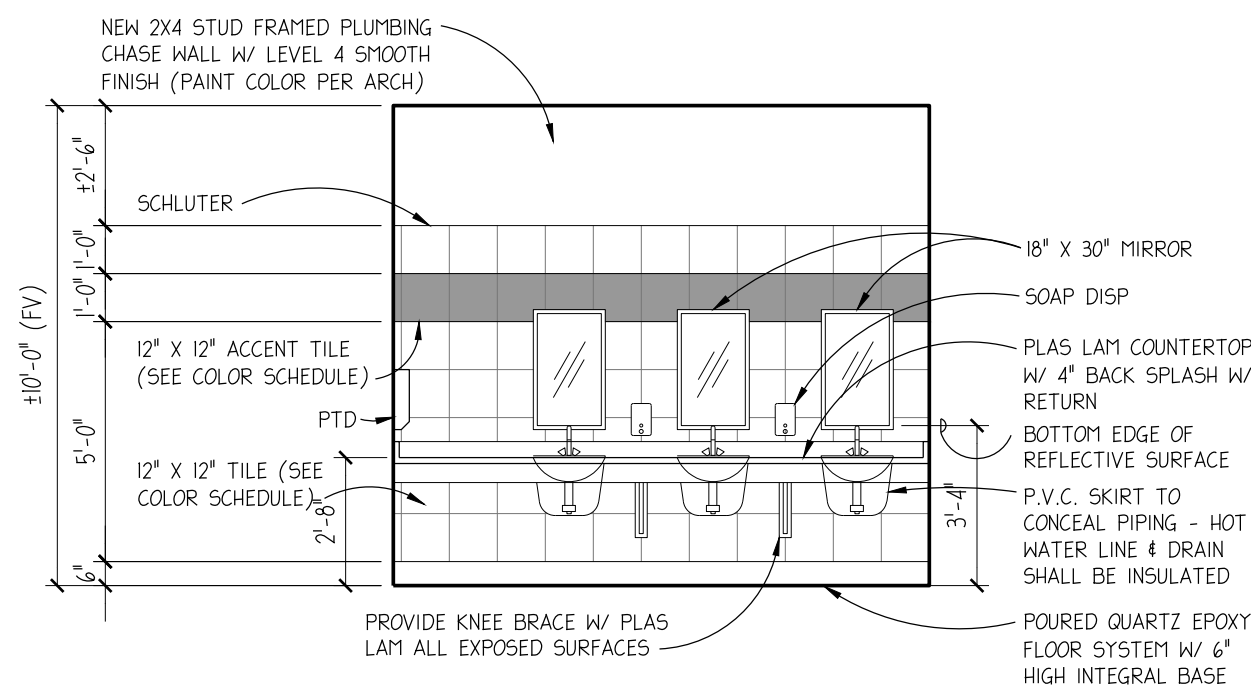 NEW 2X4 STUD FRAMED PLUMBING
CHASE WALL W/ LEVEL 4 SMOOTH
FINISH (PAINT COLOR PER ARCH)
±2'-6"
SCHLUTER
1'-0"
1'-0"
±10'-0" (FV)
12" X 12" ACCENT TILE
(SEE COLOR SCHEDULE)
PTD
5'-0"
12" X 12" TILE (SEE
COLOR SCHEDULE)
2'-8"
6"
18" X 30" MIRROR
SOAP DISP
PLAS LAM COUNTERTOP
W/ 4" BACK SPLASH W/
RETURN
BOTTOM EDGE OF
REFLECTIVE SURFACE
3'-4"
P.V.C. SKIRT TO
CONCEAL PIPING - HOT
WATER LINE & DRAIN
SHALL BE INSULATED
PROVIDE KNEE BRACE W/ PLAS
LAM ALL EXPOSED SURFACES
POURED QUARTZ EPOXY
FLOOR SYSTEM W/ 6"
HIGH INTEGRAL BASE